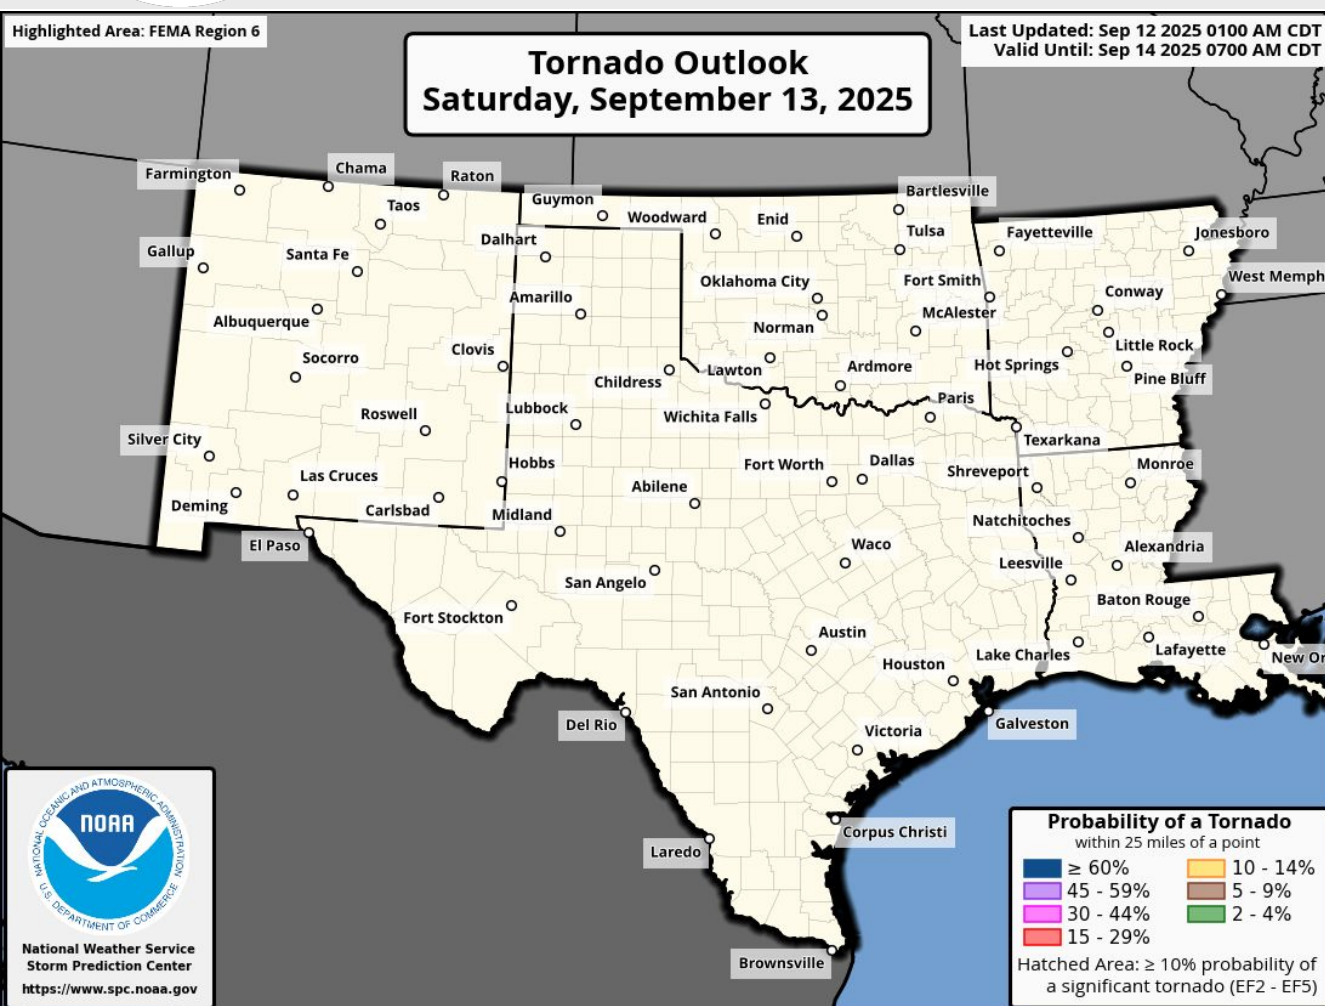 Highlighted Area: FEMA Region 6
Last Updated: Sep 12 2025 0100 AM CDT
Valid Until: Sep 14 2025 0700 AM CDT
Tornado Outlook
Saturday, September 13, 2025
Farmington
Chama
Raton
Taos
Guymon
Woodward
Enid
Bartlesville
Tulsa
Fayetteville
Jonesboro
Gallup
Santa Fe
Dalhart
Oklahoma City
Fort Smith
West Memph
Albuquerque
Amarillo
Norman
McAlester
Conway
Little Rock
Socorro
Clovis
Childress
Lawton
Ardmore
Hot Springs
Pine Bluff
Roswell
Lubbock
Wichita Falls
Paris
Silver City
Texarkana
Las Cruces
Hobbs
Fort Worth
Dallas
Shreveport
Monroe
Deming
Carlsbad
Midland
Abilene
Natchitoches
El Paso
Waco
Leesville
Alexandria
San Angelo
Fort Stockton
Baton Rouge
Austin
Houston
Lake Charles
Lafayette
New Or
San Antonio
Del Rio
Victoria
Galveston
Laredo
Corpus Christi
Brownsville
NATIONAL OCEANIC AND ATMOSPHERIC ADMINISTRATION
NOAA
U.S. DEPARTMENT OF COMMERCE
National Weather Service
Storm Prediction Center
https://www.spc.noaa.gov
Probability of a Tornado
within 25 miles of a point
≥ 60%
10 - 14%
45 - 59%
5 - 9%
30 - 44%
2 - 4%
15 - 29%
Hatched Area: ≥ 10% probability of
a significant tornado (EF2 - EF5)